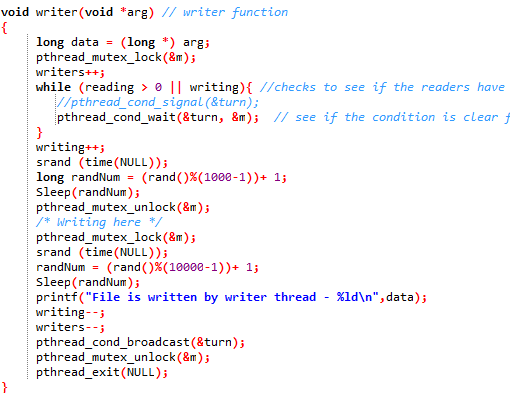 void writer(void *arg) // writer function
{
long data = (long *) arg;
pthread_mutex_lock(&m);
writers++;
while (reading > 0 || writing){ //checks to see if the readers have
//pthread_cond_signal(&turn);
pthread_cond_wait(&turn, &m);  // see if the condition is clear f
}
writing++;
srand (time(NULL));
long randNum = (rand()%(1000-1))+ 1;
Sleep(randNum);
pthread_mutex_unlock(&m);
/* Writing here */
pthread_mutex_lock(&m);
srand (time(NULL));
randNum = (rand()%(10000-1))+ 1;
Sleep(randNum);
printf("File is written by writer thread - %ld\n",data);
writing--;
writers--;
pthread_cond_broadcast(&turn);
pthread_mutex_unlock(&m);
pthread_exit(NULL);
}